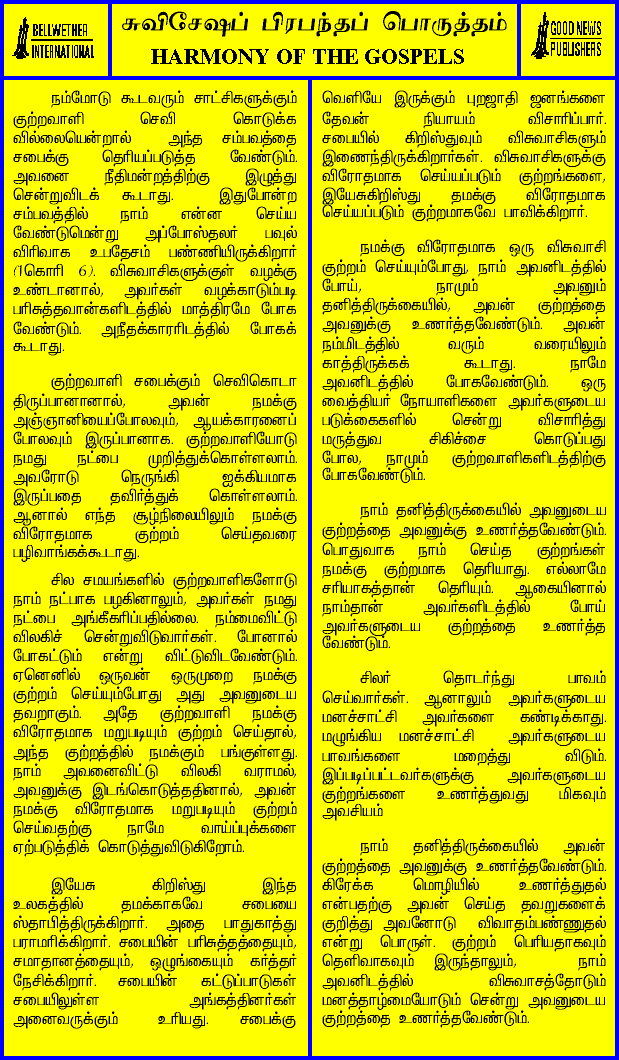 BELLWETHER
INTERNATIONAL
சுவிசேஷப் பிரபந்தப் பொருத்தம்
HARMONY OF THE GOSPELS
GOOD NEWS
PUBLISHERS
நம்மோடு கூடவரும் சாட்சிகளுக்கும்
குற்றவாளி செவி கொடுக்க
வில்லையென்றால் அந்த சம்பவத்தை
சபைக்கு தெரியப்படுத்த வேண்டும்.
அவனை நீதிமன்றத்திற்கு இழுத்து
சென்றுவிடக் கூடாது. இதுபோன்ற
சம்பவத்தில் நாம் என்ன செய்ய
வேண்டுமென்று அப்போஸ்தலர் பவுல்
விரிவாக உபதேசம் பண்ணியிருக்கிறார்
(1கொரி 6). விசுவாசிகளுக்குள் வழக்கு
உண்டானால், அவர்கள் வழக்காடும்படி
பரிசுத்தவான்களிடத்தில் மாத்திரமே போக
வேண்டும். அநீதக்காரரிடத்தில் போகக்
கூடாது.
குற்றவாளி சபைக்கும் செவிகொடா
திருப்பானானால், அவன் நமக்கு
அஞ்ஞானியைப்போலவும், ஆயக்காரனைப்
போலவும் இருப்பானாக. குற்றவாளியோடு
நமது நட்பை முறித்துக்கொள்ளலாம்.
அவரோடு நெருங்கி ஐக்கியமாக
இருப்பதை தவிர்த்துக் கொள்ளலாம்.
ஆனால் எந்த சூழ்நிலையிலும் நமக்கு
விரோதமாக குற்றம் செய்தவரை
பழிவாங்கக்கூடாது.
சில சமயங்களில் குற்றவாளிகளோடு
நாம் நட்பாக பழகினாலும், அவர்கள் நமது
நட்பை அங்கீகரிப்பதில்லை. நம்மைவிட்டு
விலகிச் சென்றுவிடுவார்கள். போனால்
போகட்டும் என்று விட்டுவிடவேண்டும்.
ஏனெனில் ஒருவன் ஒருமுறை நமக்கு
குற்றம் செய்யும்போது அது அவனுடைய
தவறாகும். அதே குற்றவாளி நமக்கு
விரோதமாக மறுபடியும் குற்றம் செய்தால்,
அந்த குற்றத்தில் நமக்கும் பங்குள்ளது.
நாம் அவனைவிட்டு விலகி வராமல்,
அவனுக்கு இடங்கொடுத்ததினால், அவன்
நமக்கு விரோதமாக மறுபடியும் குற்றம்
செய்வதற்கு நாமே வாய்ப்புக்களை
ஏற்படுத்திக் கொடுத்துவிடுகிறோம்.
இயேசு கிறிஸ்து இந்த
உலகத்தில் தமக்காகவே சபையை
ஸ்தாபித்திருக்கிறார். அதை பாதுகாத்து
பராமரிக்கிறார். சபையின் பரிசுத்தத்தையும்,
சமாதானத்தையும், ஒழுங்கையும் கர்த்தர்
நேசிக்கிறார். சபையின் கட்டுப்பாடுகள்
சபையிலுள்ள அங்கத்தினர்கள்
அனைவருக்கும் உரியது. சபைக்கு
வெளியே இருக்கும் புறஜாதி ஜனங்களை
தேவன் நியாயம் விசாரிப்பார்.
சபையில் கிறிஸ்துவும் விசுவாசிகளும்
இணைந்திருக்கிறார்கள். விசுவாசிகளுக்கு
விரோதமாக செய்யப்படும் குற்றங்களை,
இயேசுகிறிஸ்து தமக்கு விரோதமாக
செய்யப்படும் குற்றமாகவே பாவிக்கிறார்.
நமக்கு விரோதமாக ஒரு விசுவாசி
குற்றம் செய்யும்போது, நாம் அவனிடத்தில்
போய், நாமும் அவனும்
தனித்திருக்கையில், அவன் குற்றத்தை
அவனுக்கு உணர்த்தவேண்டும். அவன்
நம்மிடத்தில் வரும் வரையிலும்
காத்திருக்கக் கூடாது. நாமே
அவனிடத்தில் போகவேண்டும். ஒரு
வைத்தியர் நோயாளிகளை அவர்களுடைய
படுக்கைகளில் சென்று விசாரித்து
மருத்துவ சிகிச்சை கொடுப்பது
போல, நாமும் குற்றவாளிகளிடத்திற்கு
போகவேண்டும்.
நாம் தனித்திருக்கையில் அவனுடைய
குற்றத்தை அவனுக்கு உணர்த்தவேண்டும்.
பொதுவாக நாம் செய்த குற்றங்கள்
நமக்கு குற்றமாக தெரியாது. எல்லாமே
சரியாகத்தான் தெரியும். ஆகையினால்
நாம்தான் அவர்களிடத்தில் போய்
அவர்களுடைய குற்றத்தை உணர்த்த
வேண்டும்.
சிலர் தொடர்ந்து பாவம்
செய்வார்கள். ஆனாலும் அவர்களுடைய
மனச்சாட்சி அவர்களை கண்டிக்காது.
மழுங்கிய மனச்சாட்சி அவர்களுடைய
பாவங்களை மறைத்து விடும்.
இப்படிப்பட்டவர்களுக்கு அவர்களுடைய
குற்றங்களை உணர்த்துவது மிகவும்
அவசியம்
நாம் தனித்திருக்கையில் அவன்
குற்றத்தை அவனுக்கு உணர்த்தவேண்டும்.
கிரேக்க மொழியில் உணர்த்துதல்
என்பதற்கு அவன் செய்த தவறுகளைக்
குறித்து அவனோடு விவாதம்பண்ணுதல்
என்று பொருள். குற்றம் பெரியதாகவும்
தெளிவாகவும் இருந்தாலும், நாம்
அவனிடத்தில் விசுவாசத்தோடும்
மனத்தாழ்மையோடும் சென்று அவனுடைய
குற்றத்தை உணர்த்தவேண்டும்.